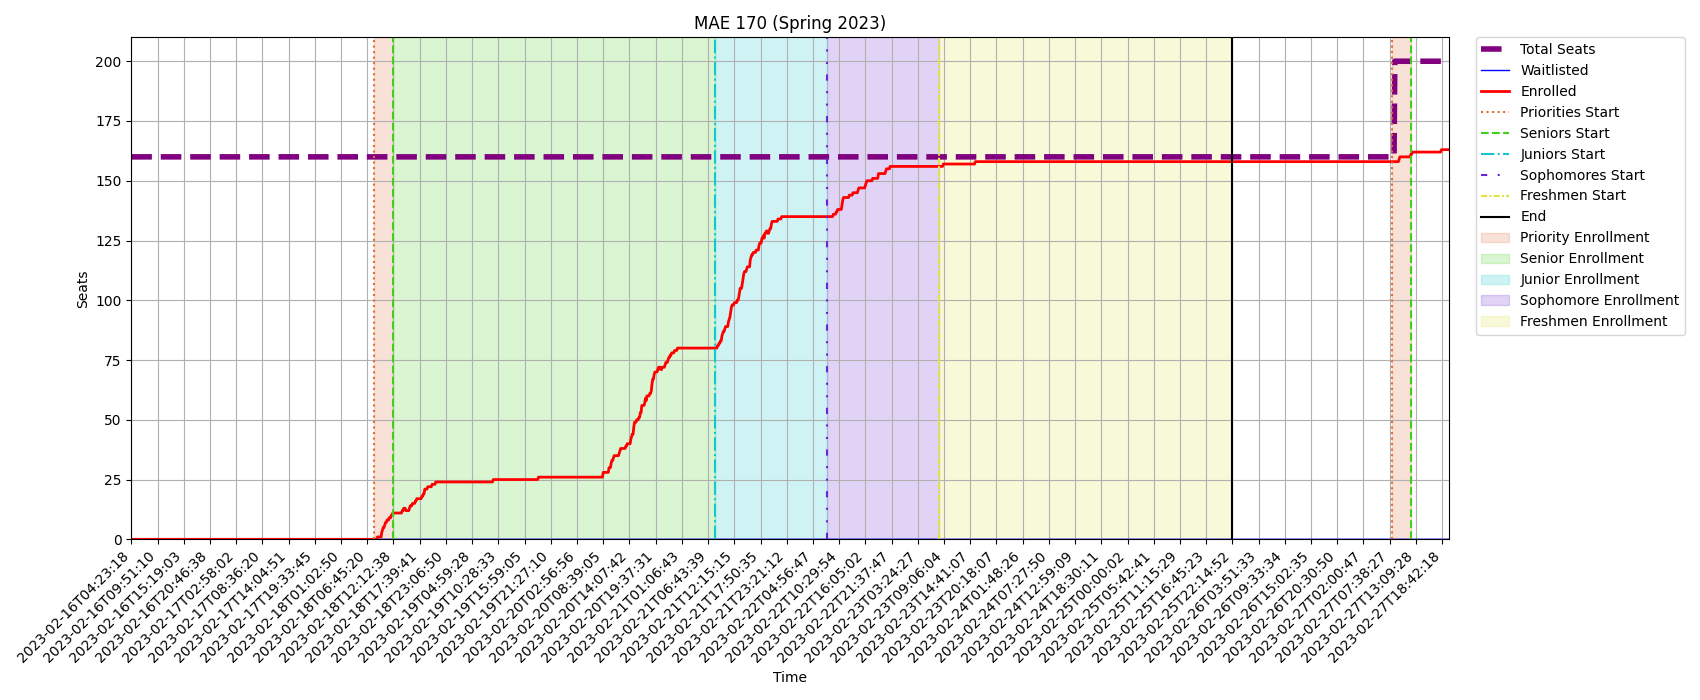 MAE 170 (Spring 2023)
Seats
200
175
150
125
100
75
50
25
0
2023-02-16T04:23:18
2023-02-16T09:51:10
2023-02-16T15:19:03
2023-02-16T20:46:38
2023-02-17T02:58:02
2023-02-17T08:36:20
2023-02-17T14:04:51
2023-02-17T19:33:45
2023-02-18T01:02:50
2023-02-18T06:45:20
2023-02-18T12:12:38
2023-02-18T17:39:41
2023-02-18T23:06:50
2023-02-19T04:59:28
2023-02-19T10:28:33
2023-02-19T15:59:05
2023-02-19T21:27:10
2023-02-20T02:56:56
2023-02-20T08:39:05
2023-02-20T14:07:42
2023-02-20T19:37:31
2023-02-21T01:06:43
2023-02-21T06:43:39
2023-02-21T12:15:15
2023-02-21T17:50:35
2023-02-21T23:21:12
2023-02-22T04:56:47
2023-02-22T10:29:54
2023-02-22T16:05:02
2023-02-22T21:37:47
2023-02-23T03:24:27
2023-02-23T09:06:04
2023-02-23T14:41:07
2023-02-23T20:18:07
2023-02-24T01:48:26
2023-02-24T07:27:50
2023-02-24T12:59:09
2023-02-24T18:30:11
2023-02-25T00:00:02
2023-02-25T05:42:41
2023-02-25T11:15:29
2023-02-25T16:45:23
2023-02-25T22:14:52
2023-02-26T03:51:33
2023-02-26T09:33:34
2023-02-26T15:02:35
2023-02-26T20:30:50
2023-02-27T02:00:47
2023-02-27T07:38:27
2023-02-27T13:09:28
2023-02-27T18:42:18
Time
Total Seats
Waitlisted
Enrolled
Priorities Start
Seniors Start
Juniors Start
Sophomores Start
Freshmen Start
End
Priority Enrollment
Senior Enrollment
Junior Enrollment
Sophomore Enrollment
Freshmen Enrollment